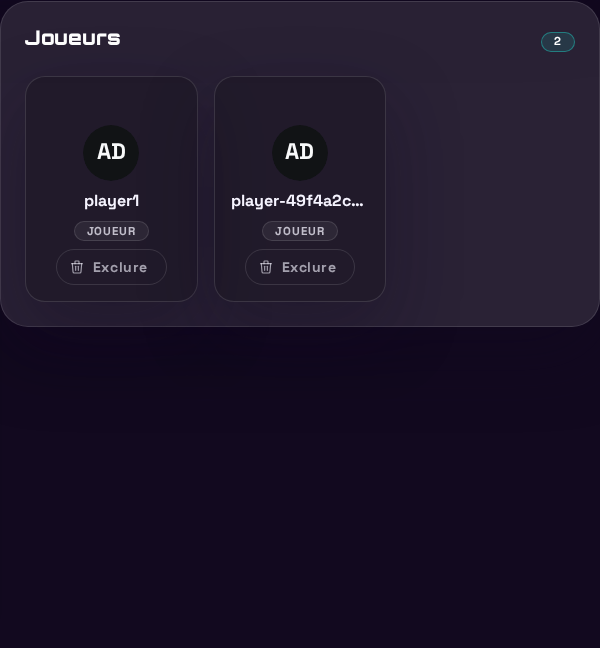 Joueurs
2
AD
player1
JOUEUR
Exclure
AD
player-49f4a2c...
JOUEUR
Exclure